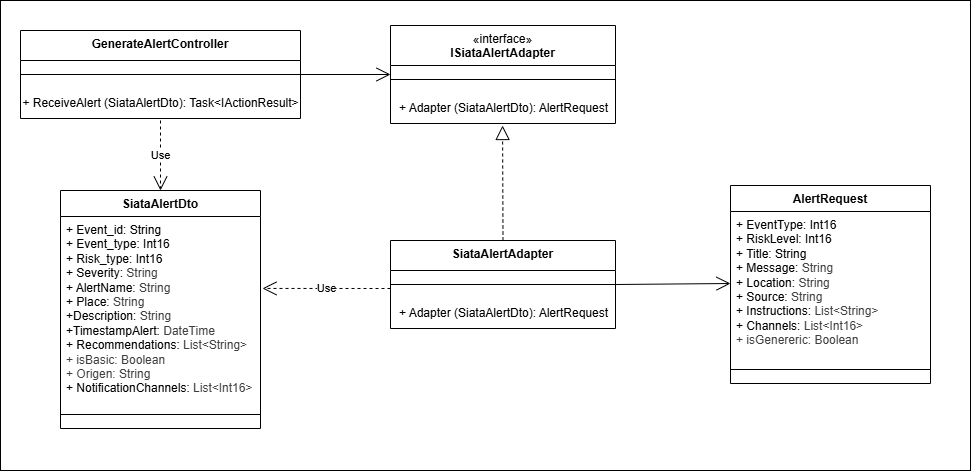 GenerateAlertController
+ ReceiveAlert (SiataAlertDto): Task<IActionResult>
«interface»
ISiataAlertAdapter
+ Adapter (SiataAlertDto): AlertRequest
Use
SiataAlertDto
+ Event_id: String
+ Event_type: Int16
+ Risk_type: Int16
+ Severity: String
+ AlertName: String
+ Place: String
+Description: String
+TimestampAlert: DateTime
+ Recommendations: List<String>
+ isBasic: Boolean
+ Origen: String
+ NotificationChannels: List<Int16>
Use
SiataAlertAdapter
+ Adapter (SiataAlertDto): AlertRequest
AlertRequest
+ EventType: Int16
+ RiskLevel: Int16
+ Title: String
+ Message: String
+ Location: String
+ Source: String
+ Instructions: List<String>
+ Channels: List<Int16>
+ isGenereric: Boolean